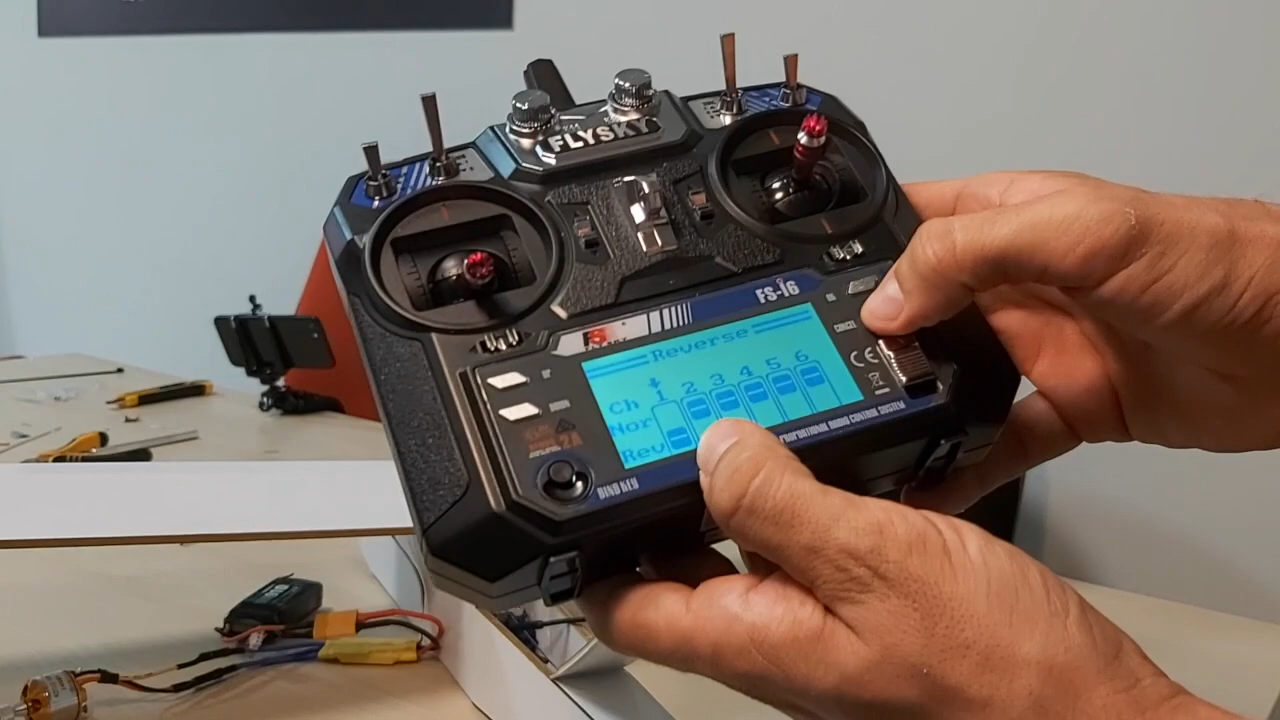 FLYSKY
FS-i6
CANCEL
Reverse
Ch 1 2 3 4 5 6
Nor
Rev
BIND KEY
PROPORTIONAL RADIO CONTROL SYSTEM
CE